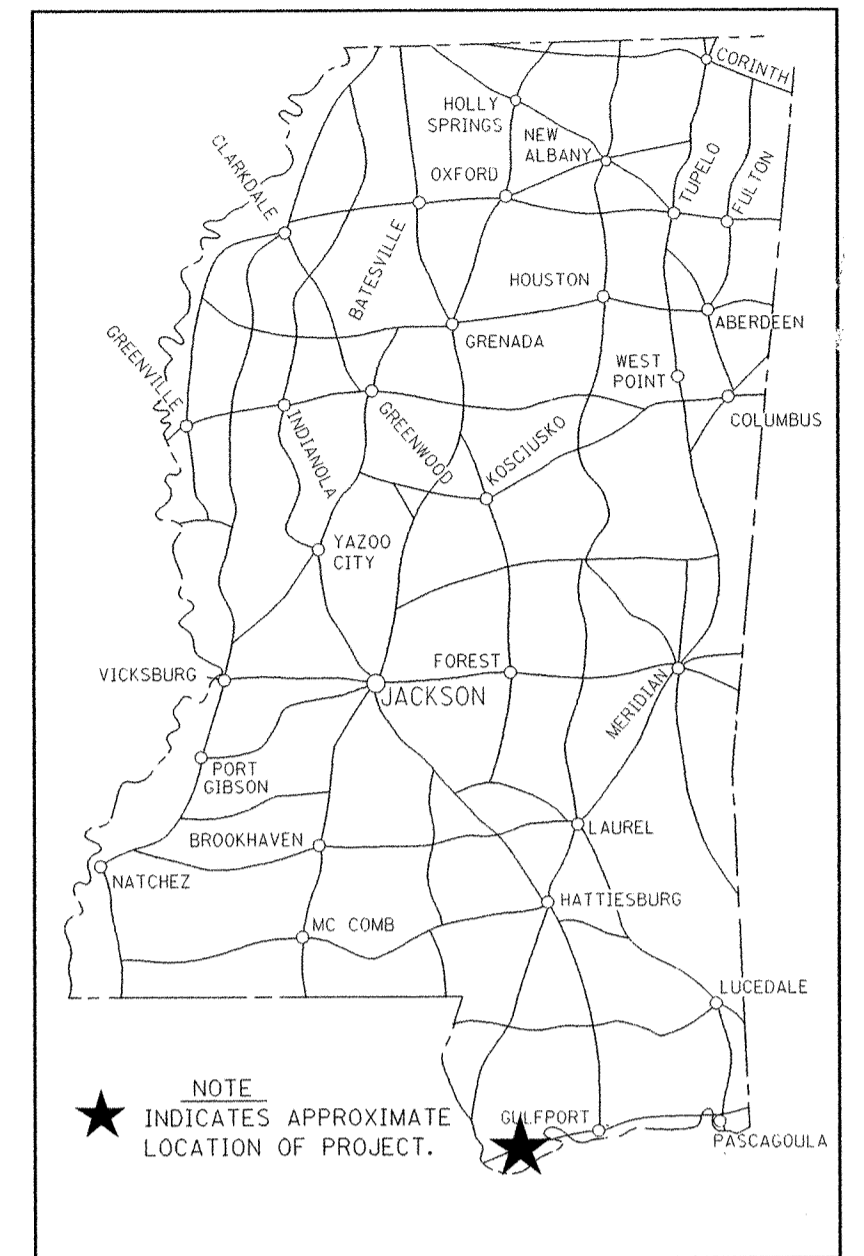 CORINTH
HOLLY
SPRINGS
NEW
ALBANY
CLARKDALE
OXFORD
TUPELO
FULTON
BATESVILLE
HOUSTON
ABERDEEN
GREENVILLE
GRENADA
WEST
POINT
COLUMBUS
INDIANOLA
GREENWOOD
KOSCIUSKO
YAZOO
CITY
VICKSBURG
FOREST
JACKSON
MERIDIAN
PORT
GIBSON
BROOKHAVEN
LAUREL
NATCHEZ
HATTIESBURG
MC COMB
LUCEDALE
NOTE
INDICATES APPROXIMATE
LOCATION OF PROJECT.
GULFPORT
PASCAGOULA